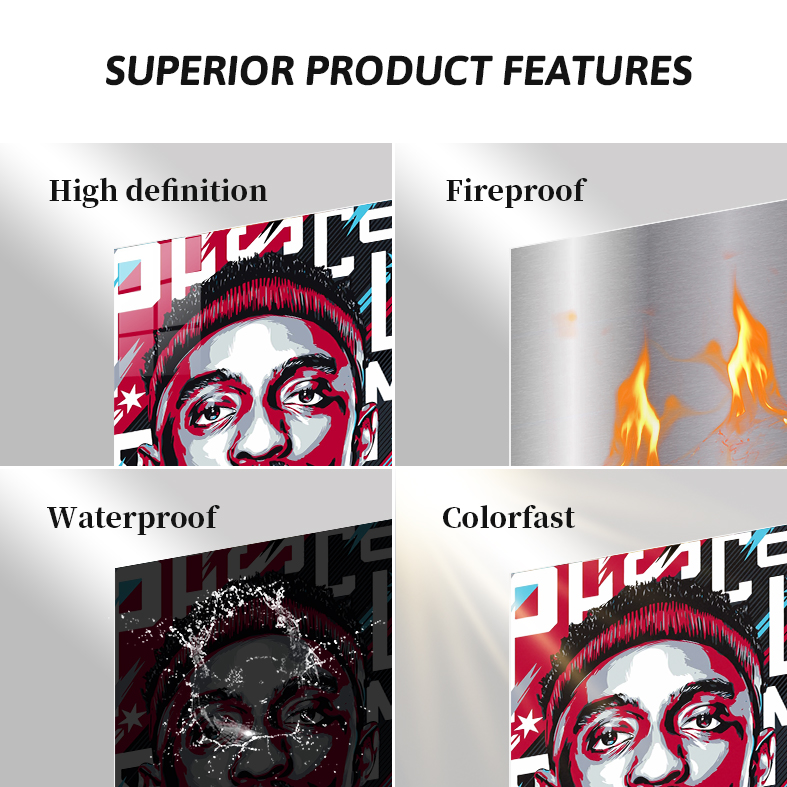 SUPERIOR PRODUCT FEATURES
High definition
Fireproof
Waterproof
Colorfast